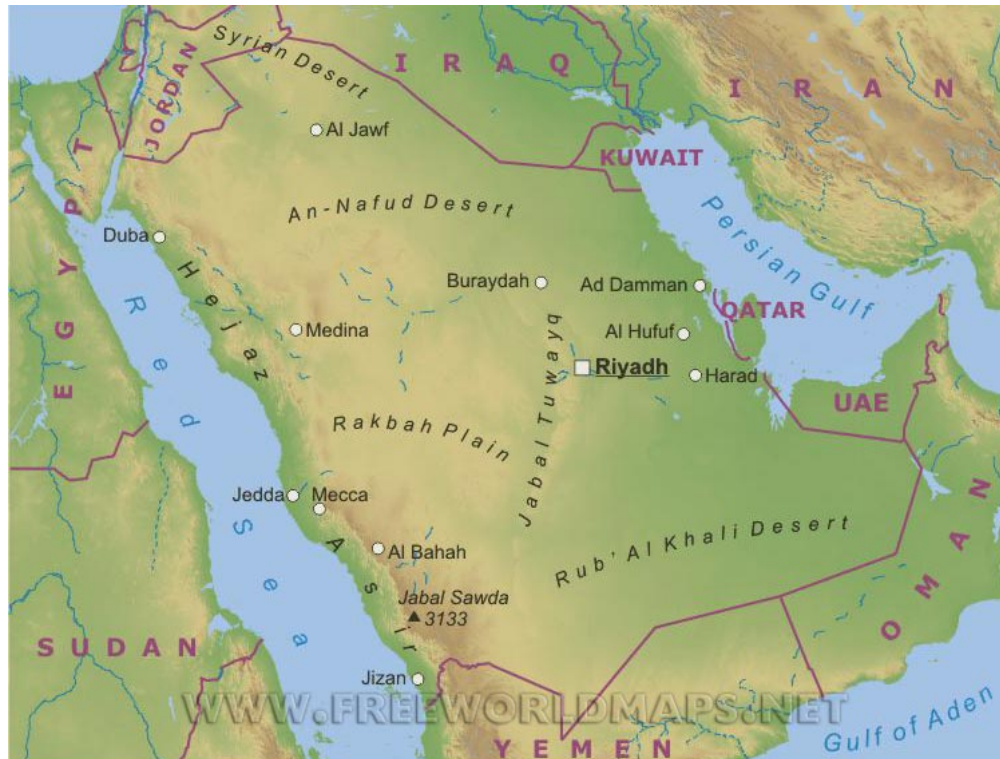 Syrian Desert
IRAQ
IRAN
JORDAN
Al Jawf
KUWAIT
EGYPT
An-Nafud Desert
Persian Gulf
Duba
Hejaz
Buraydah
Ad Damman
QATAR
Red Sea
Medina
Al Hufuf
Jabal Tuwayq
Riyadh
Harad
UAE
Rakbah Plain
Jedda
Mecca
OMAN
Asir
Al Bahah
Rub' Al Khali Desert
Jabal Sawda
3133
SUDAN
Jizan
WWW.FREEWORLDMAPS.NET
YEMEN
Gulf of Aden